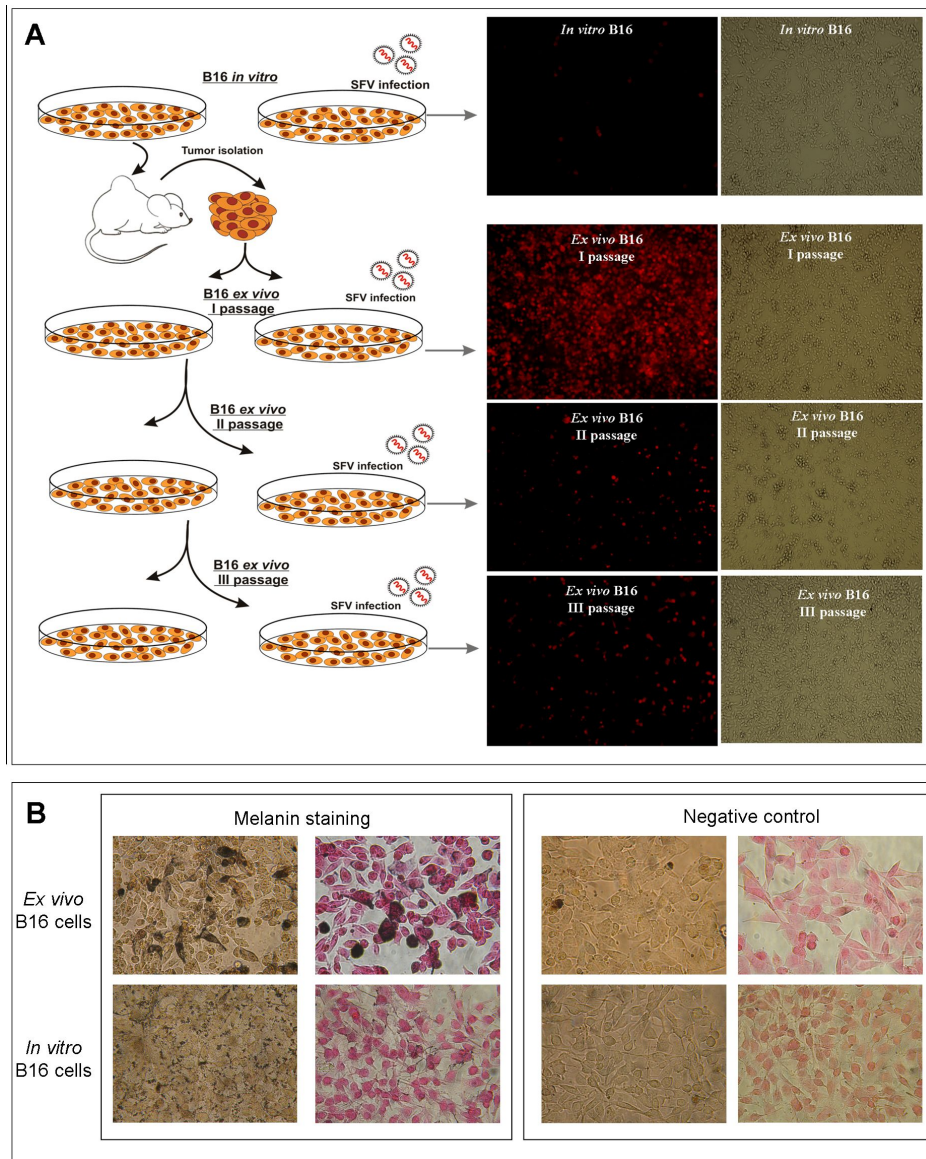 A
B16 in vitro
SFV infection
In vitro B16
In vitro B16
Tumor isolation
B16 ex vivo
I passage
SFV infection
Ex vivo B16
I passage
Ex vivo B16
I passage
B16 ex vivo
II passage
SFV infection
Ex vivo B16
II passage
Ex vivo B16
II passage
B16 ex vivo
III passage
SFV infection
Ex vivo B16
III passage
Ex vivo B16
III passage
B
Melanin staining
Negative control
Ex vivo
B16 cells
In vitro
B16 cells